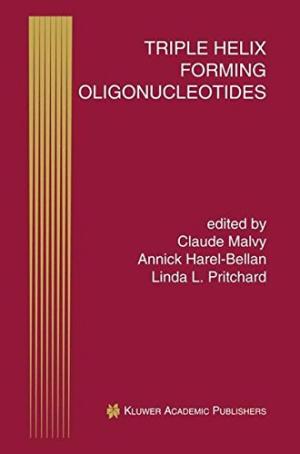 TRIPLE HELIX
FORMING
OLIGONUCLEOTIDES
edited by
Claude Malvy
Annick Harel-Bellan
Linda L. Pritchard
KLUWER ACADEMIC PUBLISHERS